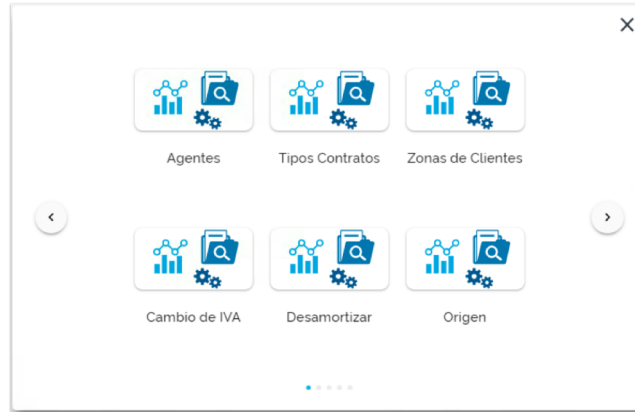 Agentes
Tipos Contratos
Zonas de Clientes
Cambio de IVA
Desamortizar
Origen